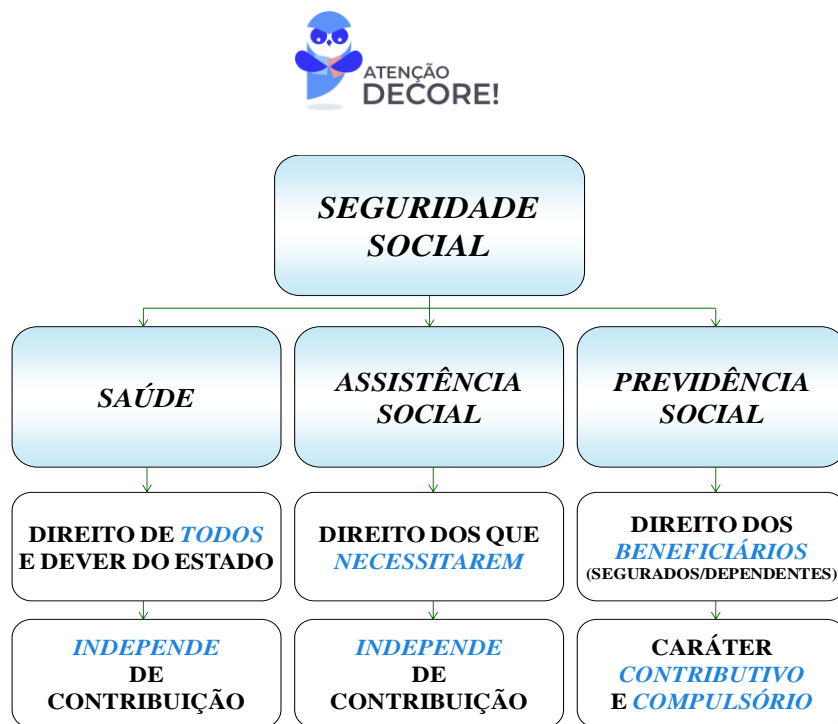 ATENÇÃO
DECORE!
SEGURIDADE
SOCIAL
SAÚDE
ASSISTÊNCIA
SOCIAL
PREVIDÊNCIA
SOCIAL
DIREITO DE TODOS
E DEVER DO ESTADO
DIREITO DOS QUE
NECESSITAREM
DIREITO DOS
BENEFICIÁRIOS
(SEGURADOS/DEPENDENTES)
INDEPENDE
DE
CONTRIBUIÇÃO
INDEPENDE
DE
CONTRIBUIÇÃO
CARÁTER
CONTRIBUTIVO
E COMPULSÓRIO